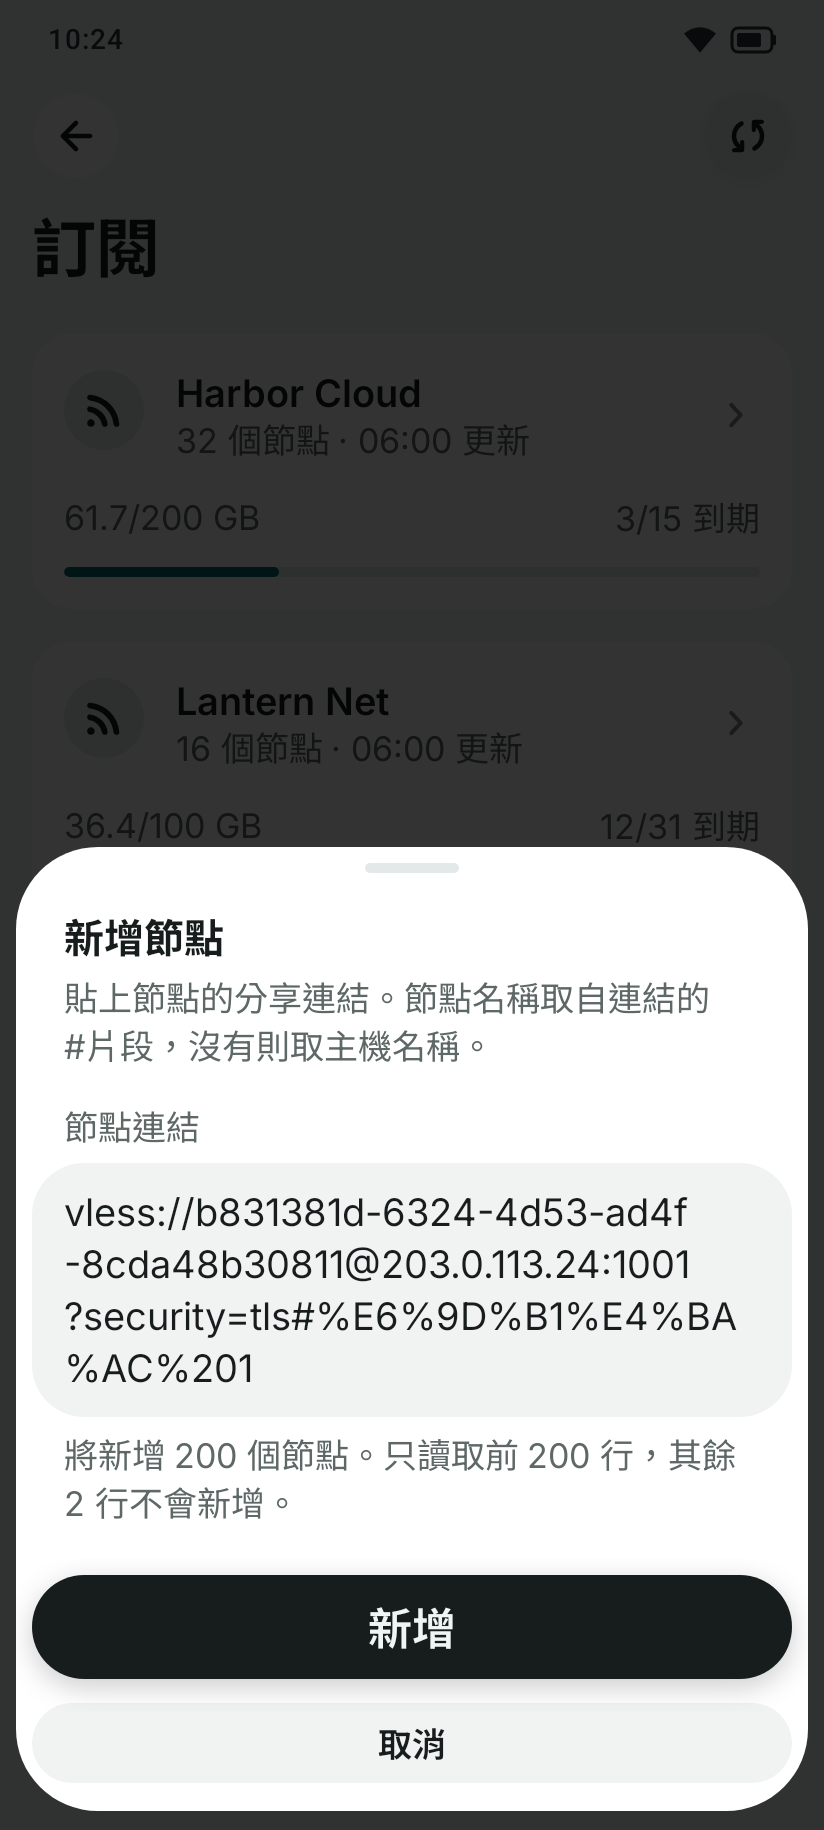 10:24
訂閱
Harbor Cloud
32 個節點 · 06:00 更新
61.7/200 GB
3/15 到期
Lantern Net
16 個節點 · 06:00 更新
36.4/100 GB
12/31 到期
新增節點
貼上節點的分享連結。節點名稱取自連結的
#片段，沒有則取主機名稱。
節點連結
vless://b831381d-6324-4d53-ad4f
-8cda48b30811@203.0.113.24:1001
?security=tls#%E6%9D%B1%E4%BA
%AC%201
將新增 200 個節點。只讀取前 200 行，其餘
2 行不會新增。
新增
取消